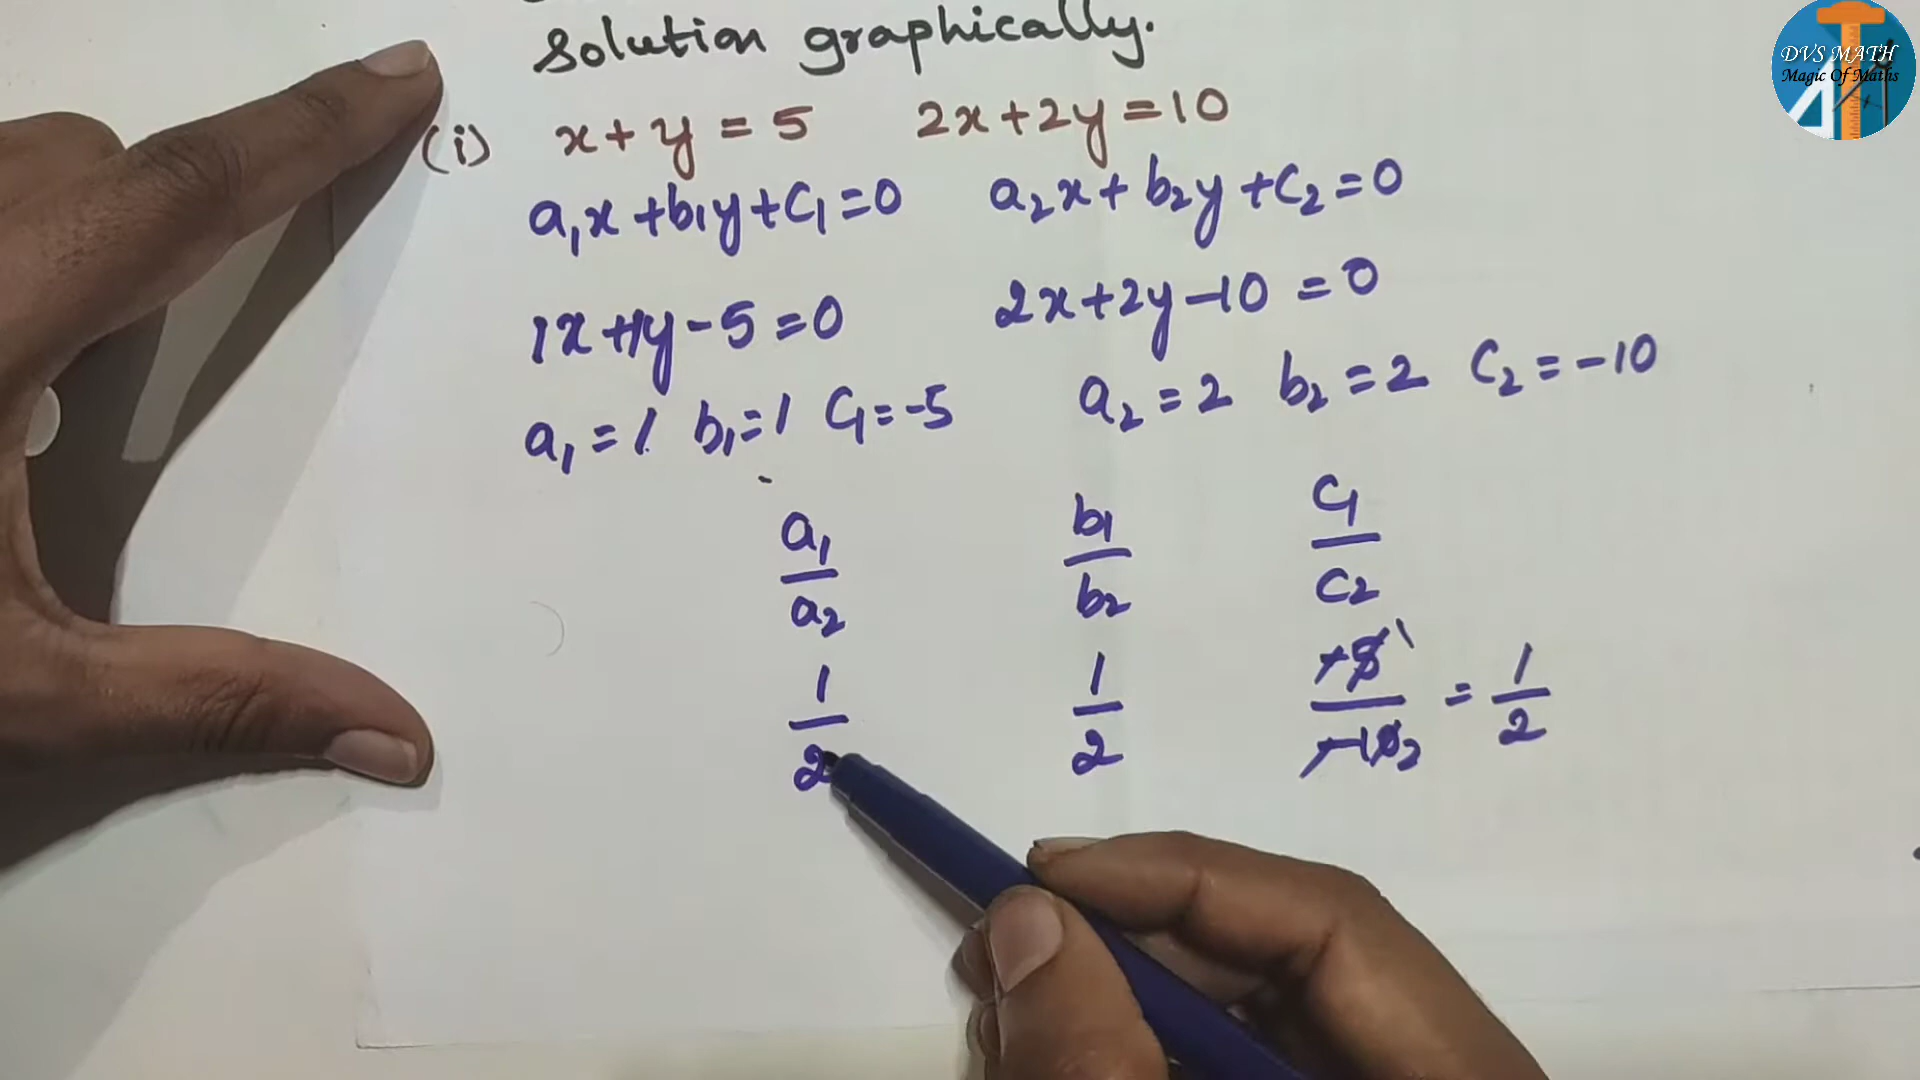 Solution graphically.
(i) x + y = 5 2x + 2y = 10
a₁x + b₁y + C₁ = 0 a₂x + b₂y + C₂ = 0
1x + 1y - 5 = 0 2x + 2y - 10 = 0
a₁ = 1 b₁ = 1 C₁ = -5 a₂ = 2 b₂ = 2 C₂ = -10
a₁/a₂ b₁/b₂ C₁/C₂
1/2 1/2 -5/-10 = 1/2
DVS MATH
Magic Of Maths